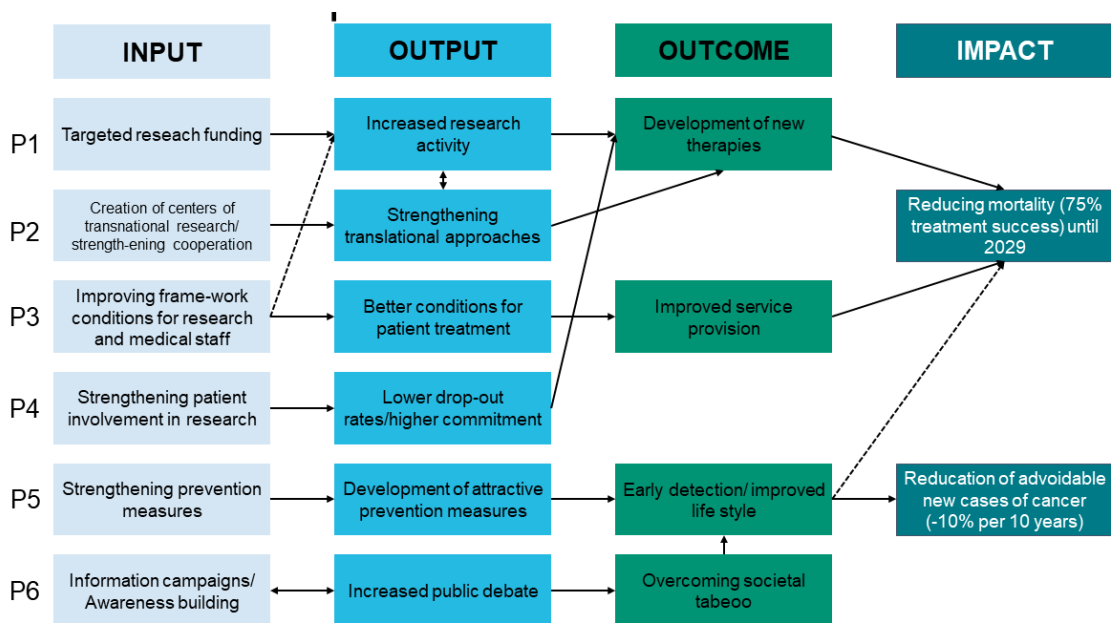 INPUT
OUTPUT
OUTCOME
IMPACT
P1
Targeted reseach funding
Increased research
activity
Development of new
therapies
P2
Creation of centers of
transnational research/
strength-ening cooperation
Strengthening
translational approaches
Reducing mortality (75%
treatment success) until
2029
P3
Improving frame-work
conditions for research
and medical staff
Better conditions for
patient treatment
Improved service
provision
P4
Strengthening patient
involvement in research
Lower drop-out
rates/higher commitment
P5
Strengthening prevention
measures
Development of attractive
prevention measures
Early detection/ improved
life style
Reducation of advoidable
new cases of cancer
(-10% per 10 years)
P6
Information campaigns/
Awareness building
Increased public debate
Overcoming societal
tabeoo